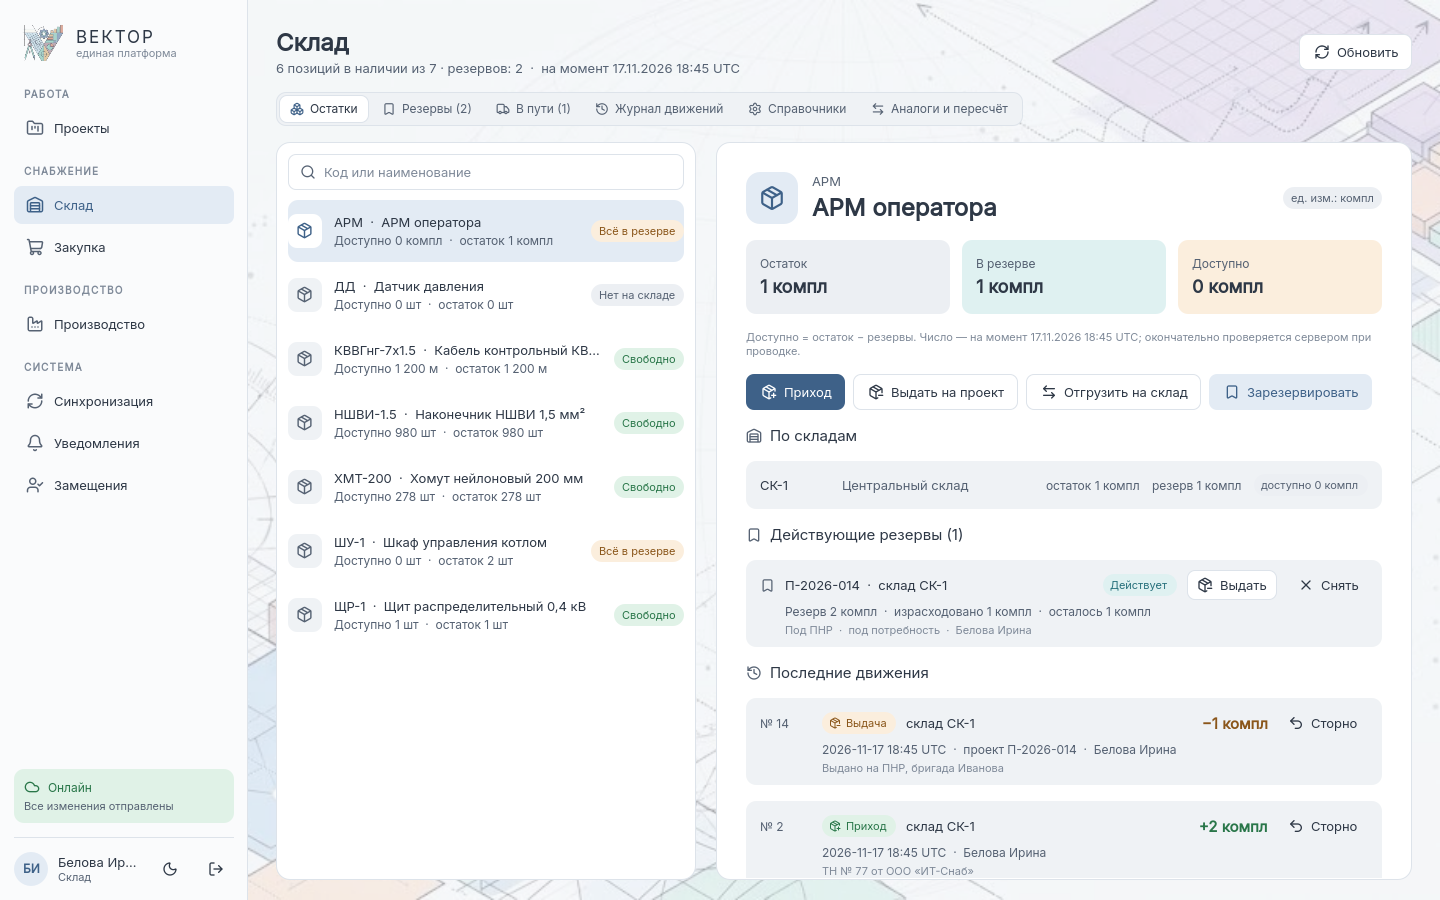 ВЕКТОР
единая платформа
РАБОТА
Проекты
СНАБЖЕНИЕ
Склад
Закупка
ПРОИЗВОДСТВО
Производство
СИСТЕМА
Синхронизация
Уведомления
Замещения
Онлайн
Все изменения отправлены
БИ
Белова Ир...
Склад
Склад
6 позиций в наличии из 7 · резервов: 2 · на момент 17.11.2026 18:45 UTC
Обновить
Остатки
Резервы (2)
В пути (1)
Журнал движений
Справочники
Аналоги и пересчёт
Код или наименование
АРМ · АРМ оператора
Доступно 0 компл · остаток 1 компл
Всё в резерве
ДД · Датчик давления
Доступно 0 шт · остаток 0 шт
Нет на складе
КВВГнг-7х1.5 · Кабель контрольный КВ...
Доступно 1 200 м · остаток 1 200 м
Свободно
НШВИ-1.5 · Наконечник НШВИ 1,5 мм²
Доступно 980 шт · остаток 980 шт
Свободно
ХМТ-200 · Хомут нейлоновый 200 мм
Доступно 278 шт · остаток 278 шт
Свободно
ШУ-1 · Шкаф управления котлом
Доступно 0 шт · остаток 2 шт
Всё в резерве
ЩР-1 · Щит распределительный 0,4 кВ
Доступно 1 шт · остаток 1 шт
Свободно
АРМ
АРМ оператора
ед. изм.: компл
Остаток
1 компл
В резерве
1 компл
Доступно
0 компл
Доступно = остаток − резервы. Число — на момент 17.11.2026 18:45 UTC; окончательно проверяется сервером при
проводке.
Приход
Выдать на проект
Отгрузить на склад
Зарезервировать
По складам
СК-1
Центральный склад
остаток 1 компл
резерв 1 компл
доступно 0 компл
Действующие резервы (1)
П-2026-014 · склад СК-1
Действует
Выдать
Снять
Резерв 2 компл · израсходовано 1 компл · осталось 1 компл
Под ПНР · под потребность · Белова Ирина
Последние движения
№ 14
Выдача
склад СК-1
−1 компл
Сторно
2026-11-17 18:45 UTC · проект П-2026-014 · Белова Ирина
Выдано на ПНР, бригада Иванова
№ 2
Приход
склад СК-1
+2 компл
Сторно
2026-11-17 18:45 UTC · Белова Ирина
ТН № 77 от ООО «ИТ-Снаб»